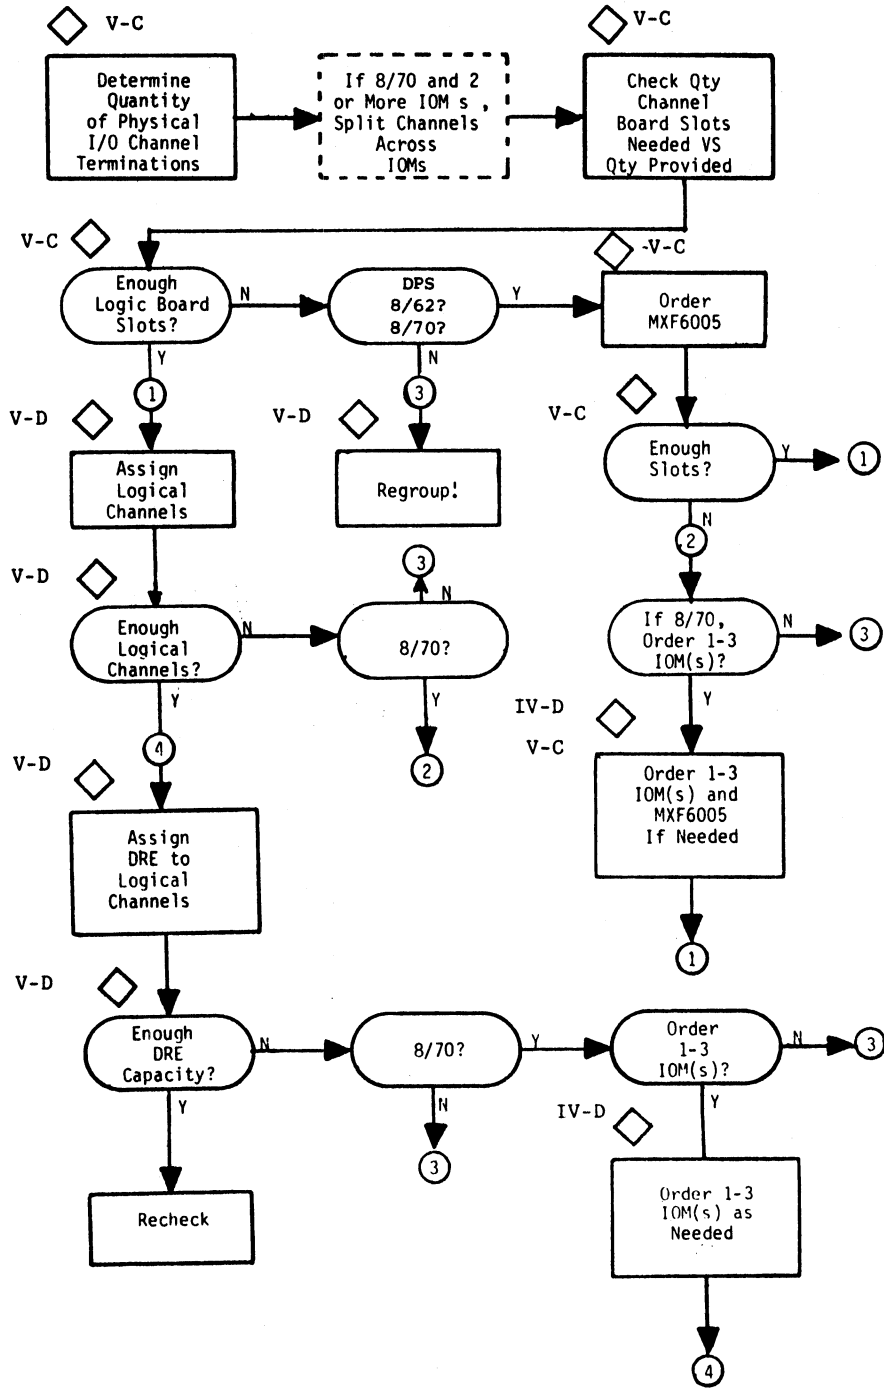 V-C
V-C
Determine
Quantity
of Physical
I/O Channel
Terminations
If 8/70 and 2
or More IOM s ,
Split Channels
Across
IOMs
Check Qty
Channel
Board Slots
Needed VS
Qty Provided
V-C
Enough
Logic Board
Slots?
N
Y
DPS
8/62?
8/70?
Y
N
-V-C
Order
MXF6005
1
3
V-D
Assign
Logical
Channels
V-D
Regroup!
V-C
Enough
Slots?
Y
1
N
2
V-D
Enough
Logical
Channels?
N
Y
3
N
8/70?
Y
2
If 8/70,
Order 1-3
IOM(s)?
N
3
Y
4
IV-D
V-C
Order 1-3
IOM(s) and
MXF6005
If Needed
1
V-D
Assign
DRE to
Logical
Channels
V-D
Enough
DRE
Capacity?
N
Y
8/70?
Y
N
3
Order
1-3
IOM(s)?
N
3
Y
Recheck
IV-D
Order 1-3
IOM(s) as
Needed
4